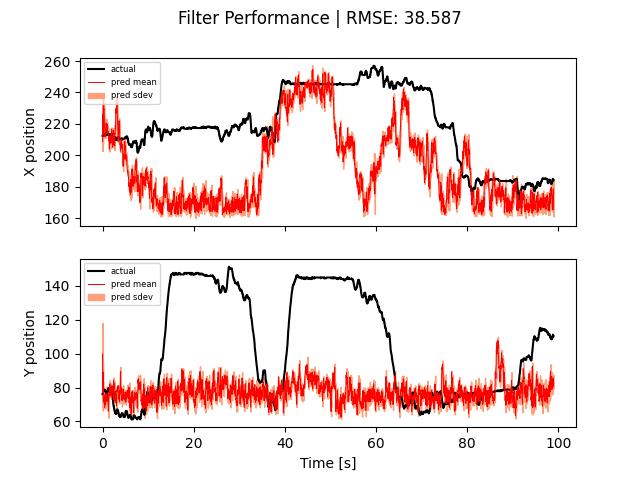 Filter Performance | RMSE: 38.587
260
240
220
200
180
160
X position
actual
pred mean
pred sdev
140
120
100
80
60
Y position
actual
pred mean
pred sdev
0 20 40 60 80 100
Time [s]